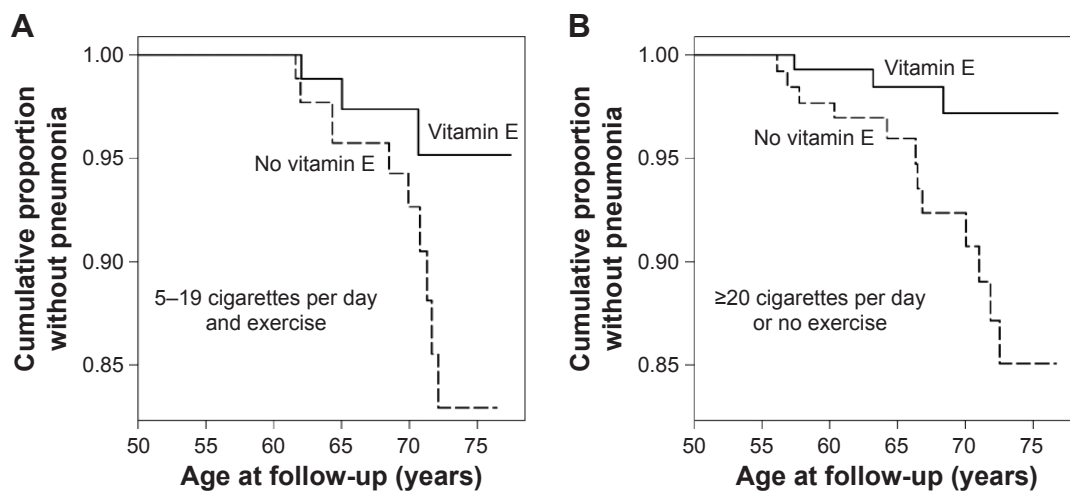 A
Cumulative proportion
without pneumonia
1.00
0.95
0.90
0.85
Vitamin E
No vitamin E
5–19 cigarettes per day
and exercise
50 55 60 65 70 75
Age at follow-up (years)
B
Cumulative proportion
without pneumonia
1.00
0.95
0.90
0.85
Vitamin E
No vitamin E
≥20 cigarettes per day
or no exercise
50 55 60 65 70 75
Age at follow-up (years)